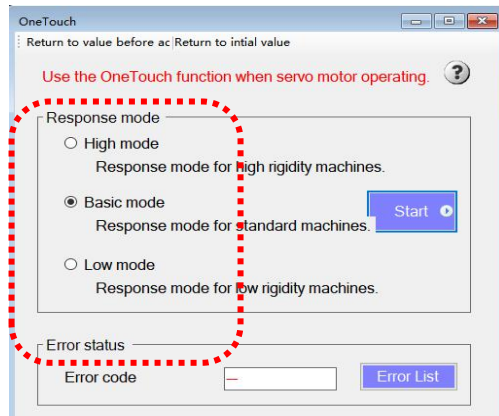 OneTouch
Return to value before ac Return to intial value
Use the OneTouch function when servo motor operating. ?
Response mode
High mode
Response mode for high rigidity machines.
Basic mode
Start
Response mode for standard machines.
Low mode
Response mode for low rigidity machines.
Error status
Error code — Error List